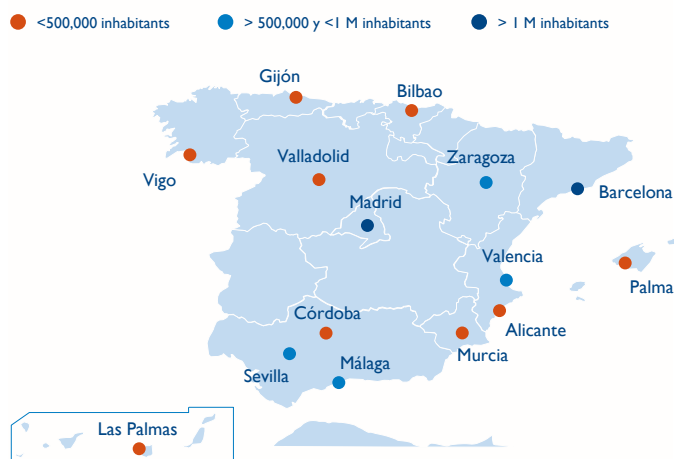 <500,000 inhabitants
> 500,000 y <1 M inhabitants
> 1 M inhabitants
Gijón
Bilbao
Valladolid
Zaragoza
Vigo
Madrid
Barcelona
Valencia
Palma
Córdoba
Alicante
Murcia
Málaga
Sevilla
Las Palmas